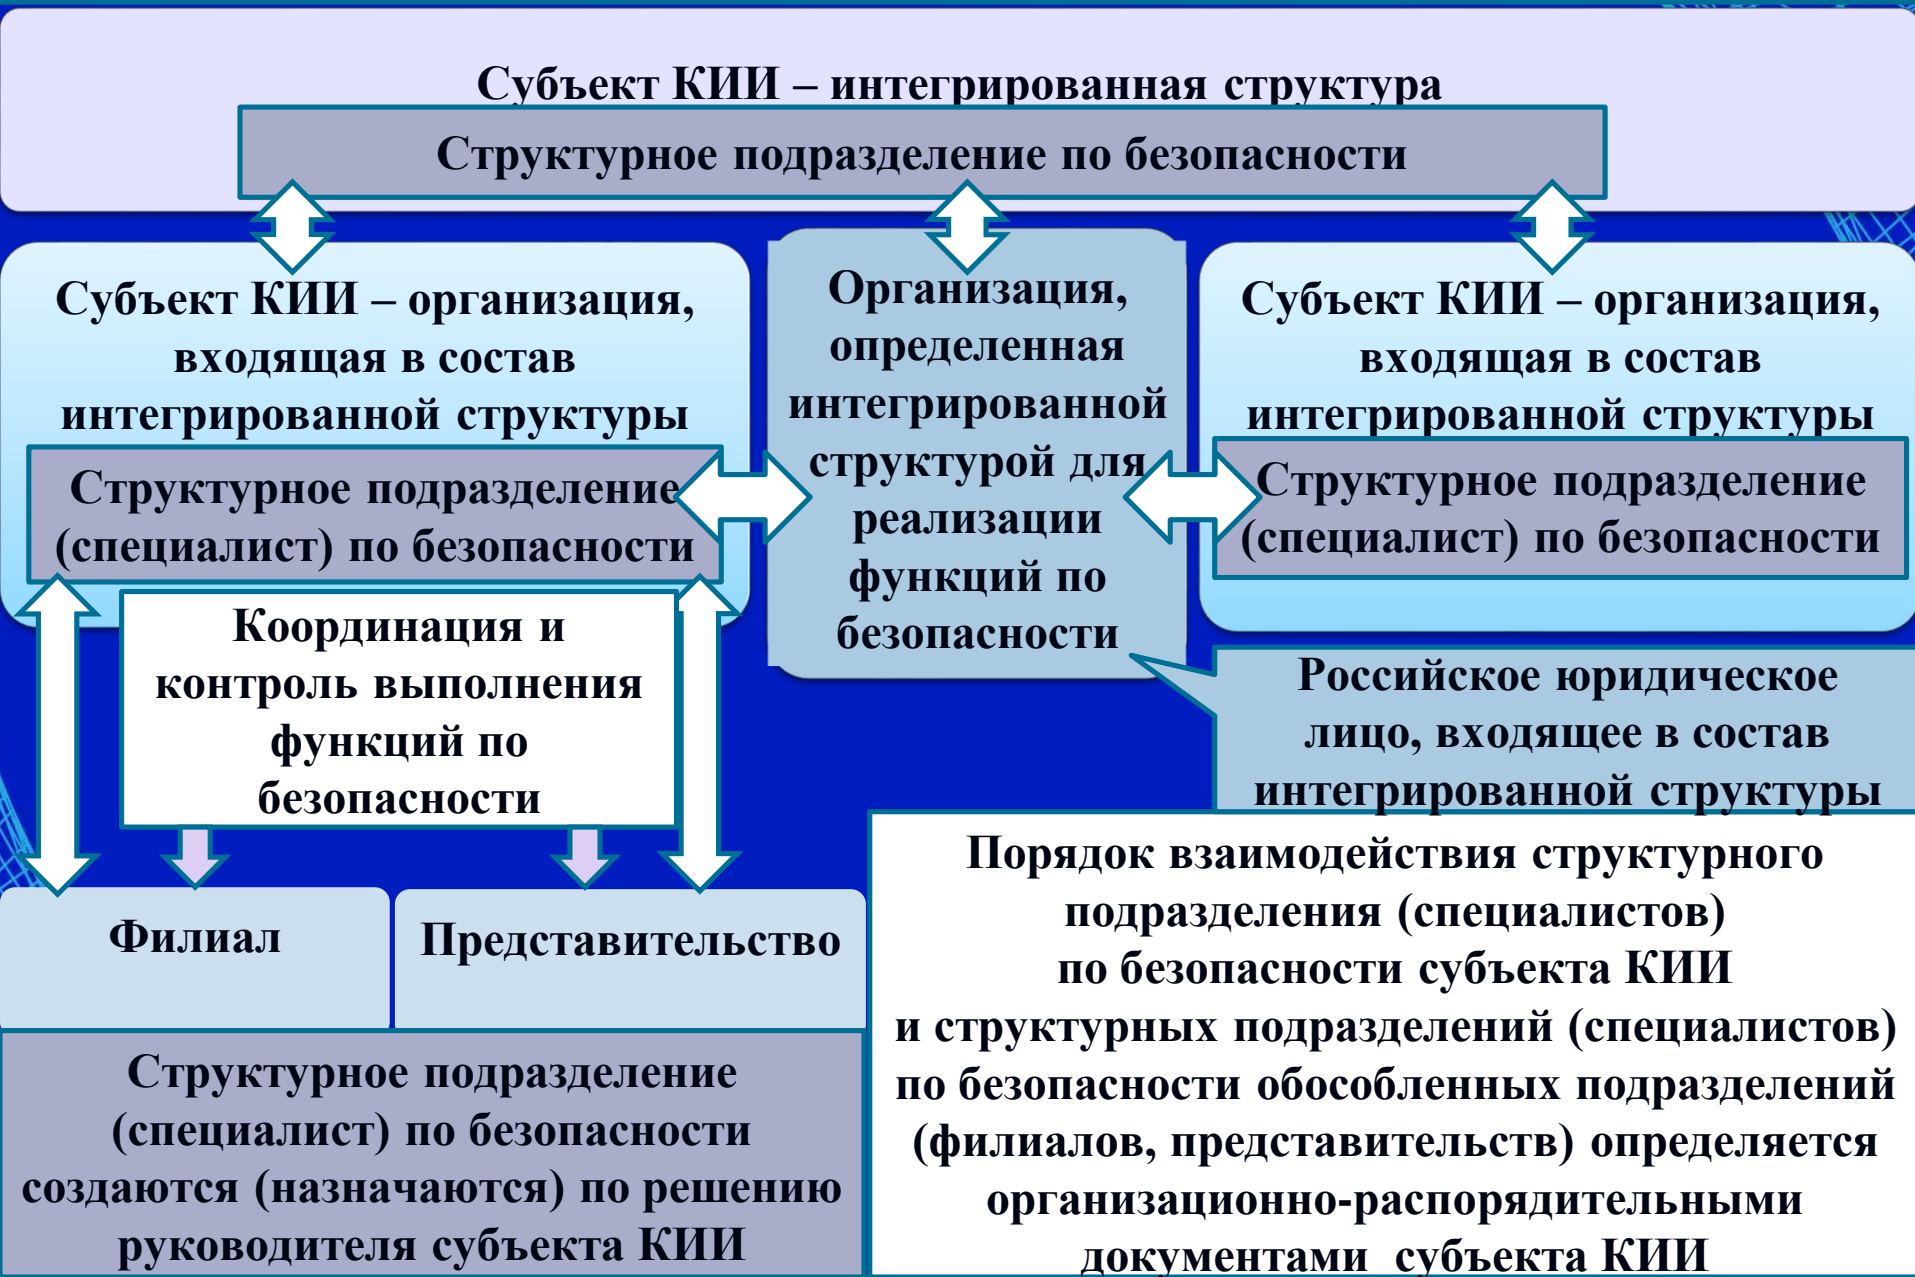 Субъект КИИ – интегрированная структура
Структурное подразделение по безопасности
Субъект КИИ – организация,
входящая в состав
интегрированной структуры
Структурное подразделение
(специалист) по безопасности
Организация,
определенная
интегрированной
структурой для
реализации
функций по
безопасности
Субъект КИИ – организация,
входящая в состав
интегрированной структуры
Структурное подразделение
(специалист) по безопасности
Координация и
контроль выполнения
функций по
безопасности
Российское юридическое
лицо, входящее в состав
интегрированной структуры
Филиал
Представительство
Структурное подразделение
(специалист) по безопасности
создаются (назначаются) по решению
руководителя субъекта КИИ
Порядок взаимодействия структурного
подразделения (специалистов)
по безопасности субъекта КИИ
и структурных подразделений (специалистов)
по безопасности обособленных подразделений
(филиалов, представительств) определяется
организационно-распорядительными
документами субъекта КИИ